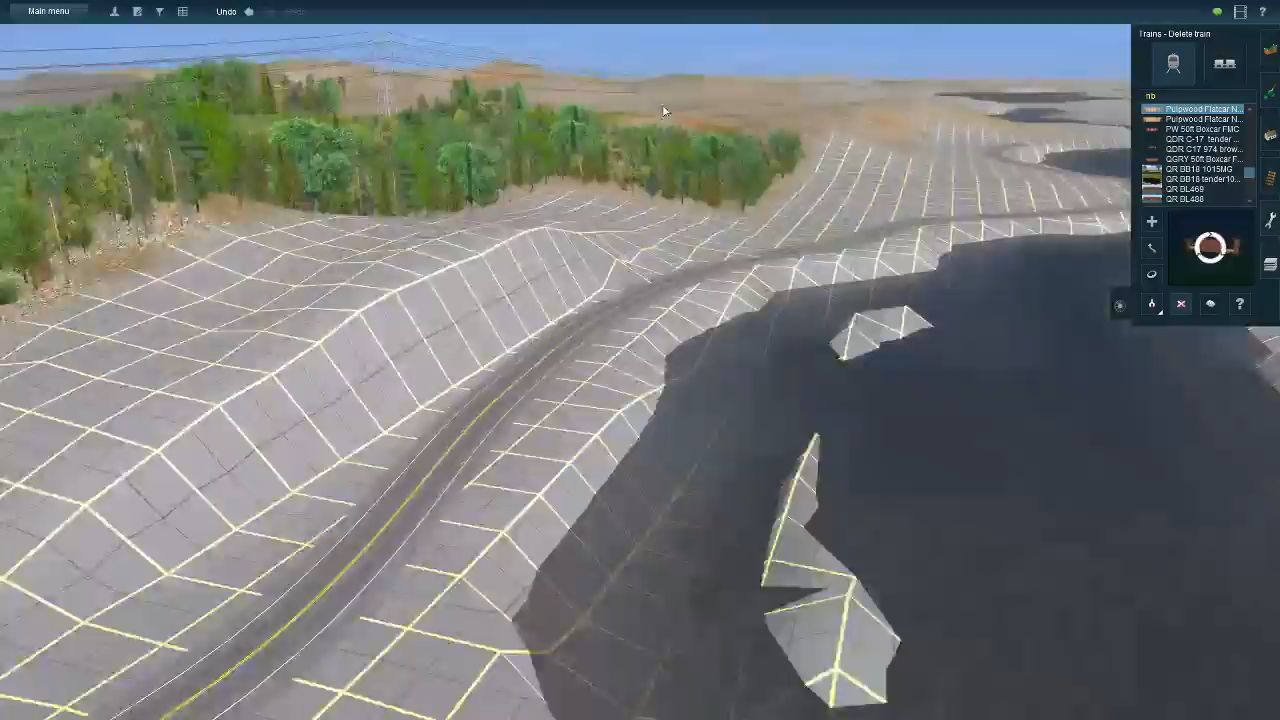 Main menu
Undo
Trains - Delete train
nb
Pulpwood Flatcar N...
Pulpwood Flatcar N...
PW 50ft Boxcar FMC
QDR C-17 tender ...
QDR C17 974 brow...
QGRY 50ft Boxcar F...
QR BB18 1015MG
QR BB18 tender10...
QR BL469
QR BL488
?